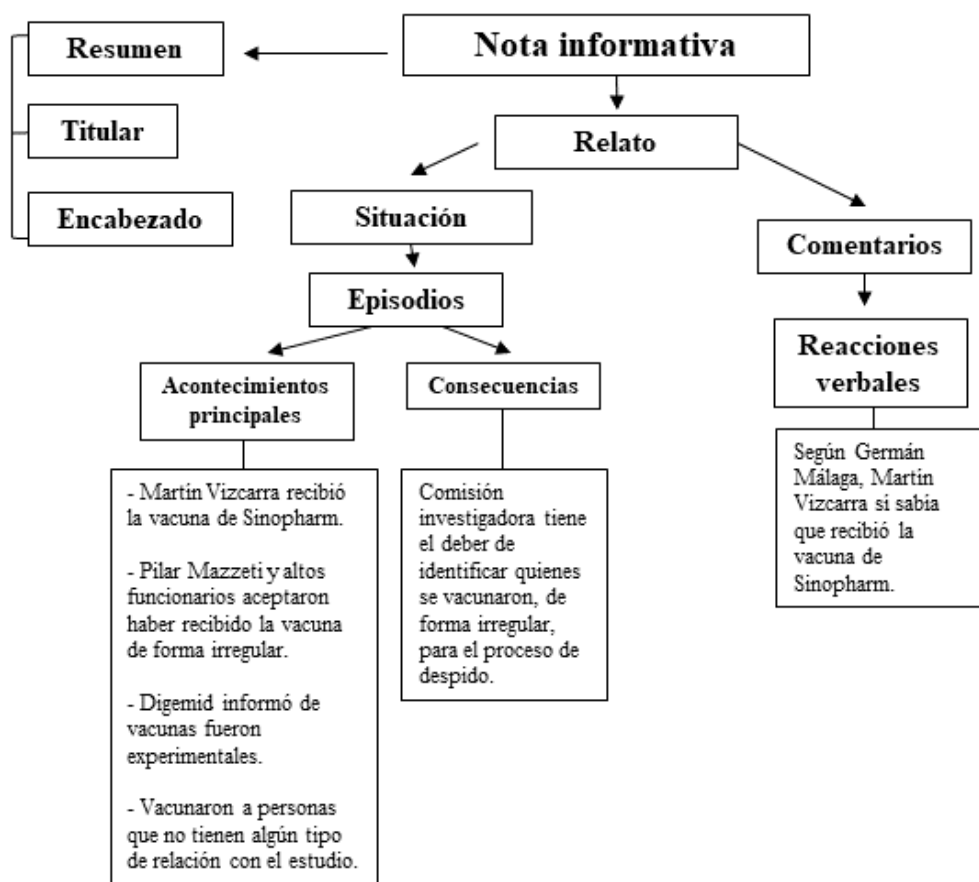 Nota informativa
Resumen
Titular
Encabezado
Relato
Situación
Comentarios
Episodios
Reacciones
verbales
Acontecimientos
principales
Consecuencias
- Martín Vizcarra recibió
la vacuna de Sinopharm.
- Pilar Mazzeti y altos
funcionarios aceptaron
haber recibido la vacuna
de forma irregular.
- Digemid informó de
vacunas fueron
experimentales.
- Vacunaron a personas
que no tienen algún tipo
de relación con el estudio.
Comisión
investigadora tiene
el deber de
identificar quienes
se vacunaron, de
forma irregular,
para el proceso de
despido.
Según Germán
Málaga, Martín
Vizcarra sí sabía
que recibió la
vacuna de
Sinopharm.